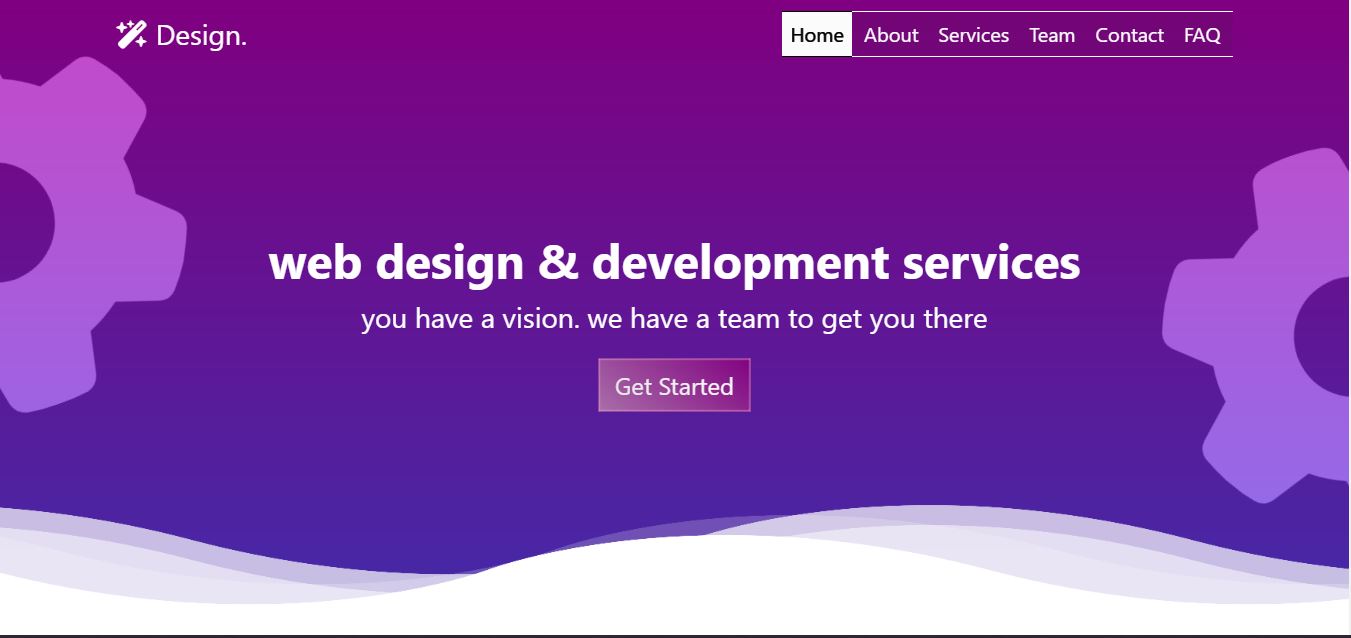 Design.
Home About Services Team Contact FAQ
web design & development services
you have a vision. we have a team to get you there
Get Started